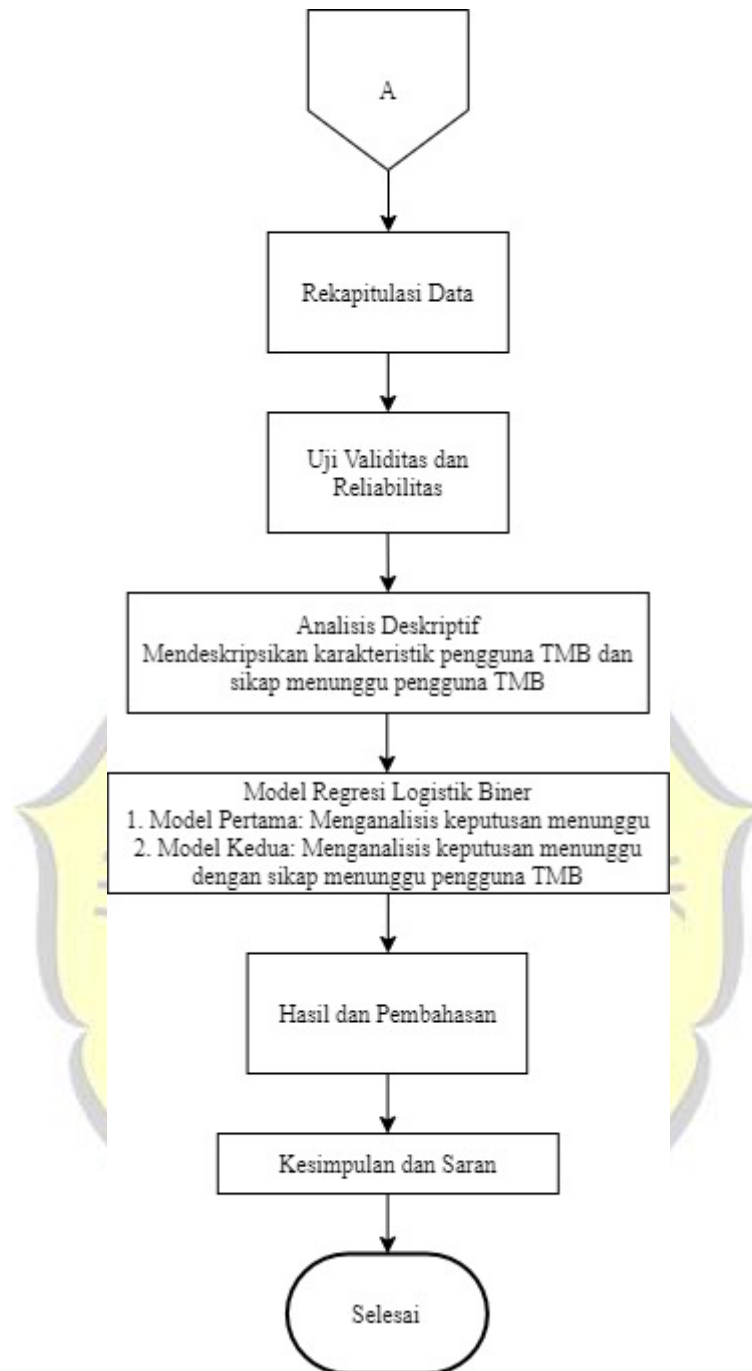 A
Rekapitulasi Data
Uji Validitas dan
Reliabilitas
Analisis Deskriptif
Mendeskripsikan karakteristik pengguna TMB dan
sikap menunggu pengguna TMB
Model Regresi Logistik Biner
1. Model Pertama: Menganalisis keputusan menunggu
2. Model Kedua: Menganalisis keputusan menunggu
dengan sikap menunggu pengguna TMB
Hasil dan Pembahasan
Kesimpulan dan Saran
Selesai